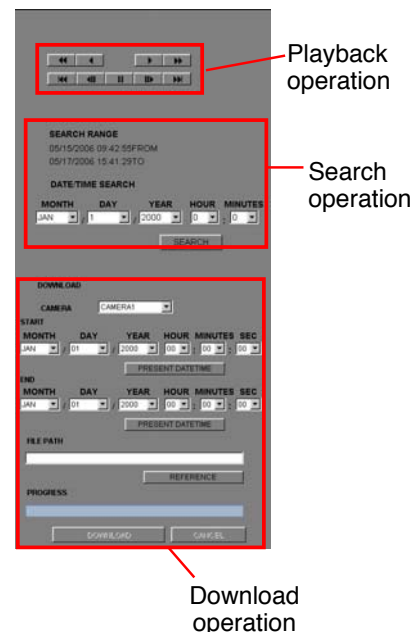 Playback
operation
SEARCH RANGE
05/15/2006 09:42:55FROM
05/17/2006 15:41:29TO
Search
operation
DATE/TIME SEARCH
MONTH DAY YEAR HOUR MINUTES
JAN / 1 / 2000 0 : 0
SEARCH
DOWNLOAD
CAMERA CAMERA1
START
MONTH DAY YEAR HOUR MINUTES SEC
JAN / 01 / 2000 00 : 00 : 00
PRESENT DATETIME
END
MONTH DAY YEAR HOUR MINUTES SEC
JAN / 01 / 2000 00 : 00 : 00
PRESENT DATETIME
FILE PATH
REFERENCE
PROGRESS
DOWNLOAD CANCEL
Download
operation